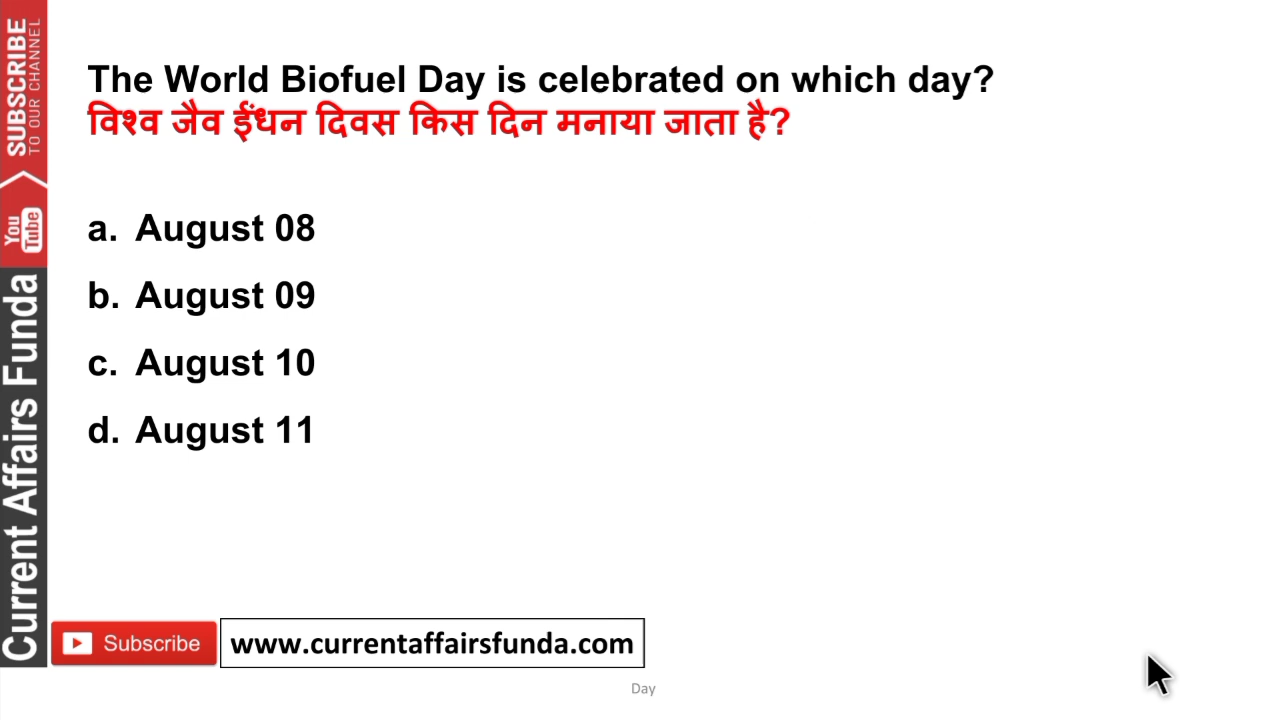 The World Biofuel Day is celebrated on which day?
विश्व जैव ईंधन दिवस किस दिन मनाया जाता है?
a. August 08
b. August 09
c. August 10
d. August 11
SUBSCRIBE
TO OUR CHANNEL
You
Tube
Current Affairs Funda
Subscribe
www.currentaffairsfunda.com
Day